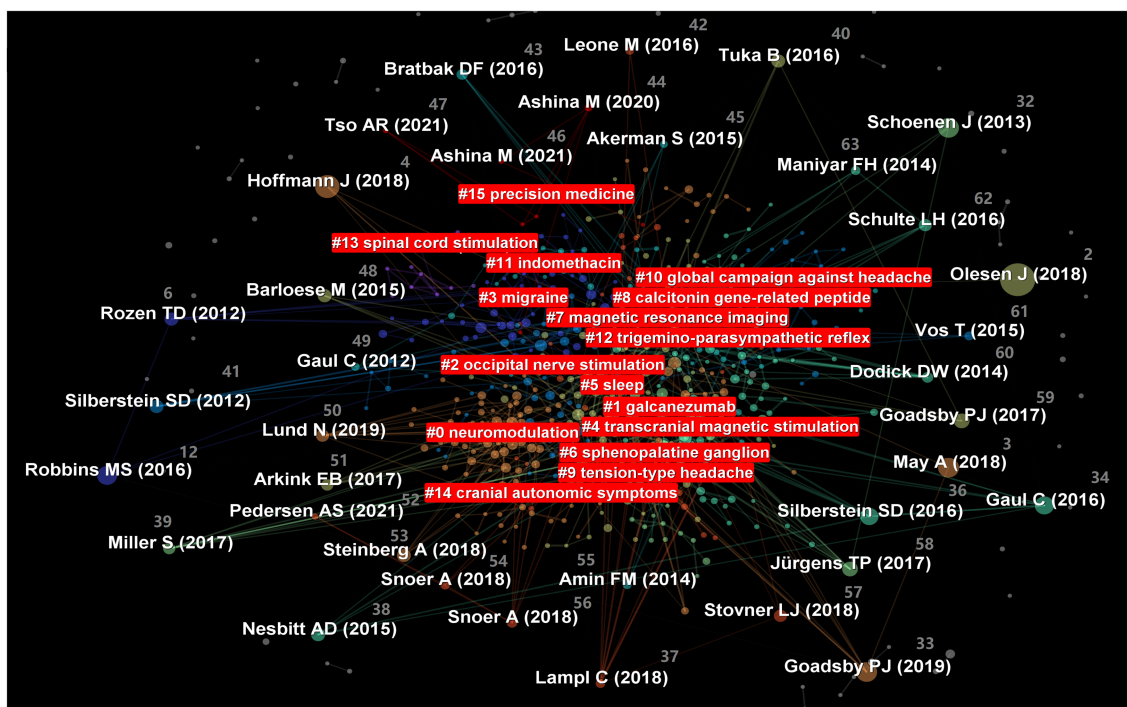 42
Leone M (2016)
40
Tuka B (2016)
43
Bratbak DF (2016)
44
Ashina M (2020)
47
Tso AR (2021)
45
Akerman S (2015)
32
Schoenen J (2013)
46
Ashina M (2021)
63
Maniyar FH (2014)
4
Hoffmann J (2018)
#15 precision medicine
62
Schulte LH (2016)
#13 spinal cord stimulation
#11 indomethacin
2
Olesen J (2018)
#10 global campaign against headache
48
Barloese M (2015)
#3 migraine
#8 calcitonin gene-related peptide
6
Rozen TD (2012)
#7 magnetic resonance imaging
61
Vos T (2015)
#12 trigemino-parasympathetic reflex
49
Gaul C (2012)
#2 occipital nerve stimulation
60
Dodick DW (2014)
#5 sleep
41
Silberstein SD (2012)
#1 galcanezumab
59
Goadsby PJ (2017)
50
Lund N (2019)
#0 neuromodulation
#4 transcranial magnetic stimulation
12
Robbins MS (2016)
#6 sphenopalatine ganglion
3
May A (2018)
#9 tension-type headache
51
Arkink EB (2017)
#14 cranial autonomic symptoms
34
Gaul C (2016)
52
Pedersen AS (2021)
36
Silberstein SD (2016)
39
Miller S (2017)
53
Steinberg A (2018)
58
Jürgens TP (2017)
54
Snoer A (2018)
55
Amin FM (2014)
57
Stovner LJ (2018)
56
Snoer A (2018)
38
Nesbitt AD (2015)
33
Goadsby PJ (2019)
37
Lampl C (2018)